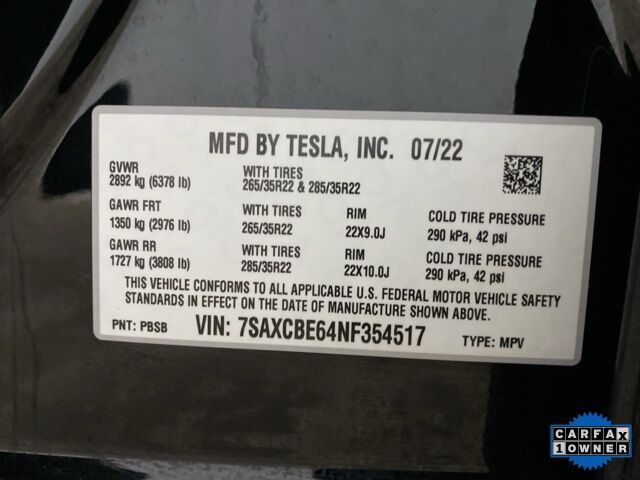 MFD BY TESLA, INC. 07/22
GVWR
2892 kg (6378 lb)
WITH TIRES
265/35R22 & 285/35R22
GAWR FRT
1350 kg (2976 lb)
WITH TIRES
265/35R22
RIM
22X9.0J
COLD TIRE PRESSURE
290 kPa, 42 psi
GAWR RR
1727 kg (3808 lb)
WITH TIRES
285/35R22
RIM
22X10.0J
COLD TIRE PRESSURE
290 kPa, 42 psi
THIS VEHICLE CONFORMS TO ALL APPLICABLE U.S. FEDERAL MOTOR VEHICLE SAFETY
STANDARDS IN EFFECT ON THE DATE OF MANUFACTURE SHOWN ABOVE.
PNT: PBSB
VIN: 7SAXCBE64NF354517
TYPE: MPV
CARFAX
1 OWNER